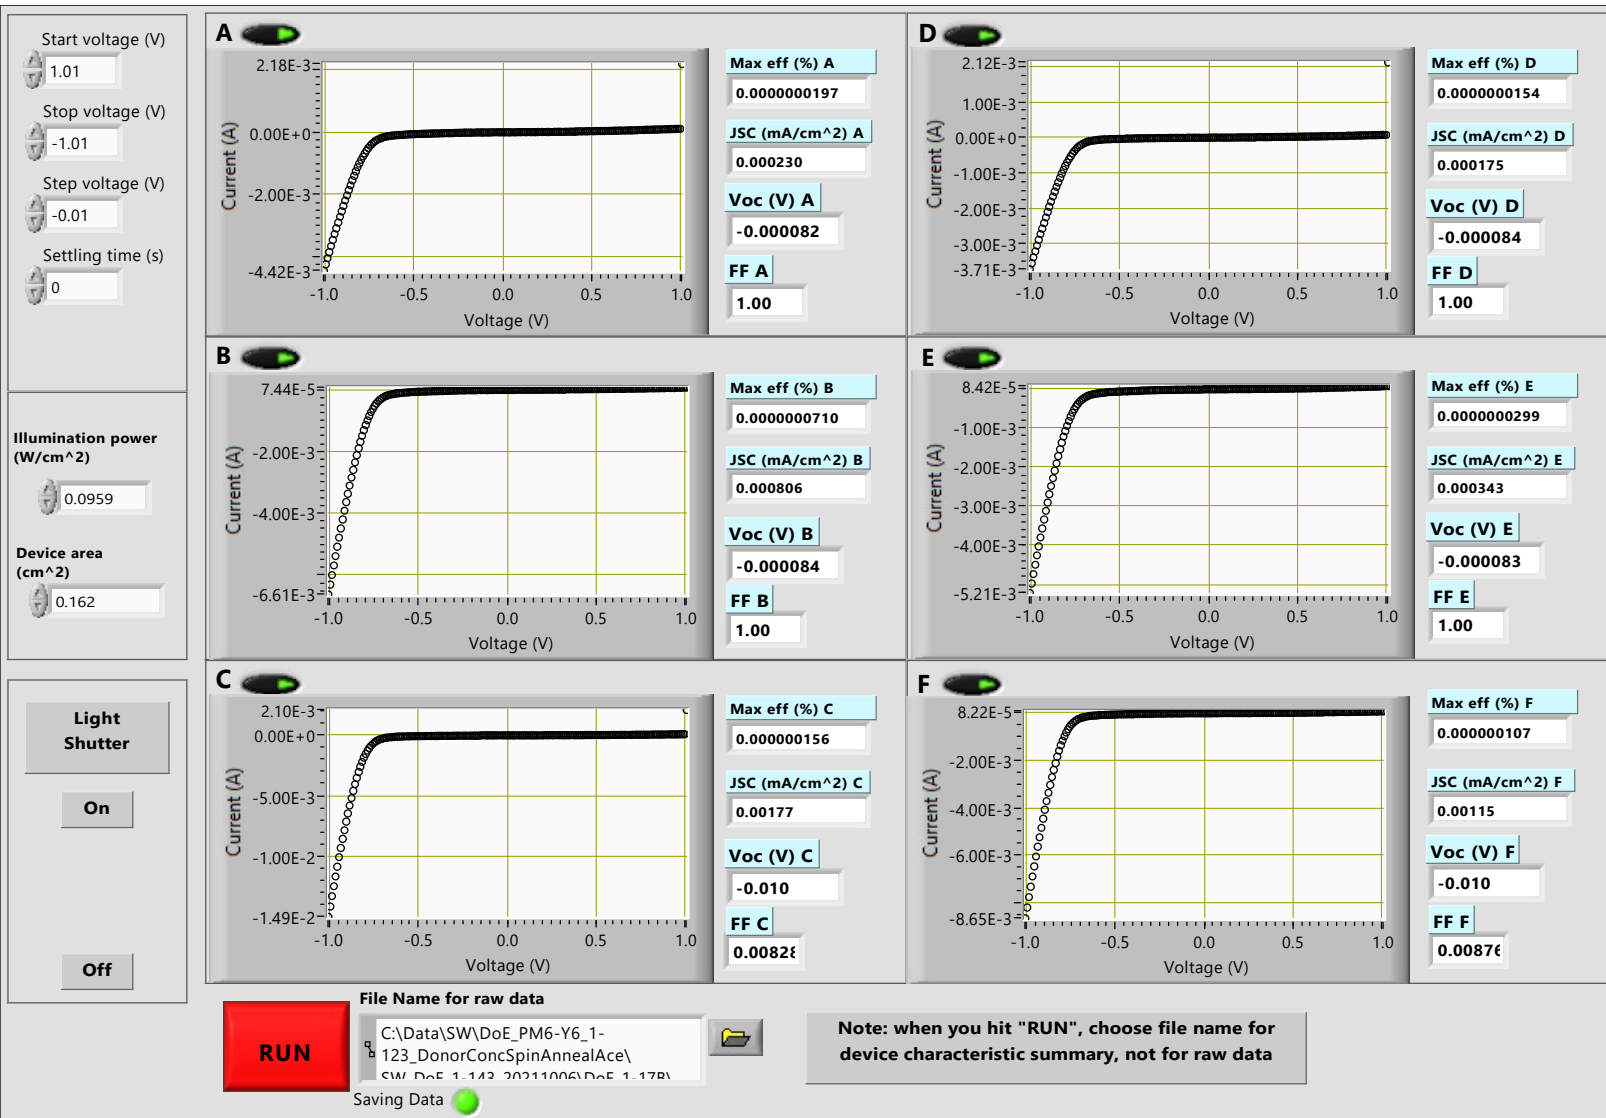 Start voltage (V)
1.01
Stop voltage (V)
-1.01
Step voltage (V)
-0.01
Settling time (s)
0
Illumination power
(W/cm^2)
0.0959
Device area
(cm^2)
0.162
Light
Shutter
On
Off
A
2.18E-3
0.00E+0
-2.00E-3
-4.42E-3
Current (A)
-1.0 -0.5 0.0 0.5 1.0
Voltage (V)
Max eff (%) A
0.0000000197
JSC (mA/cm^2) A
0.000230
Voc (V) A
-0.000082
FF A
1.00
D
2.12E-3
1.00E-3
0.00E+0
-1.00E-3
-2.00E-3
-3.00E-3
-3.71E-3
Current (A)
-1.0 -0.5 0.0 0.5 1.0
Voltage (V)
Max eff (%) D
0.0000000154
JSC (mA/cm^2) D
0.000175
Voc (V) D
-0.000084
FF D
1.00
B
7.44E-5
-2.00E-3
-4.00E-3
-6.61E-3
Current (A)
-1.0 -0.5 0.0 0.5 1.0
Voltage (V)
Max eff (%) B
0.0000000710
JSC (mA/cm^2) B
0.000806
Voc (V) B
-0.000084
FF B
1.00
E
8.42E-5
-1.00E-3
-2.00E-3
-3.00E-3
-4.00E-3
-5.21E-3
Current (A)
-1.0 -0.5 0.0 0.5 1.0
Voltage (V)
Max eff (%) E
0.0000000299
JSC (mA/cm^2) E
0.000343
Voc (V) E
-0.000083
FF E
1.00
C
2.10E-3
0.00E+0
-5.00E-3
-1.00E-2
-1.49E-2
Current (A)
-1.0 -0.5 0.0 0.5 1.0
Voltage (V)
Max eff (%) C
0.000000156
JSC (mA/cm^2) C
0.00177
Voc (V) C
-0.010
FF C
0.00828
F
8.22E-5
-2.00E-3
-4.00E-3
-6.00E-3
-8.65E-3
Current (A)
-1.0 -0.5 0.0 0.5 1.0
Voltage (V)
Max eff (%) F
0.000000107
JSC (mA/cm^2) F
0.00115
Voc (V) F
-0.010
FF F
0.00876
RUN
File Name for raw data
C:\Data\SW\DoE_PM6-Y6_1-
123_DonorConcSpinAnnealAce\
SW_DoE_1-143_20211006\DoE_1-17B\
Saving Data
Note: when you hit "RUN", choose file name for
device characteristic summary, not for raw data